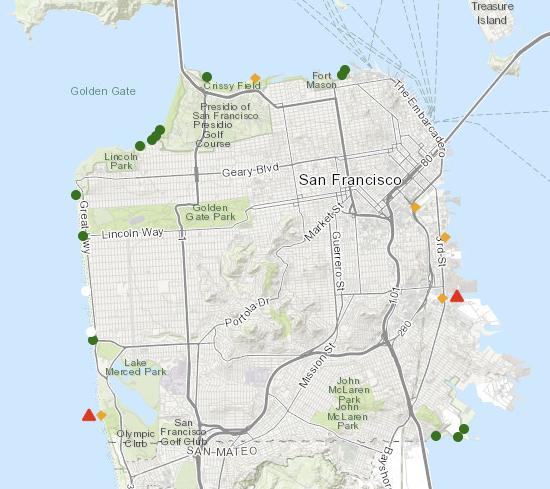 Treasure
Island
Golden Gate
Crissy Field
Fort
Mason
The Embarcadero
Presidio of
San Francisco
Presidio
Golf
Course
Lincoln
Park
Geary-Blvd
80
San Francisco
Great Hwy
Golden
Gate Park
Lincoln Way
1
Market-St
Guerrero-St
3rd-St
101
280
Portola Dr
Mission St
Lake
Merced Park
John
McLaren
Park
John
McLaren
Park
Olympic
Club
San
Francisco
Golf Club
SAN-MATEO
Bayshor
3